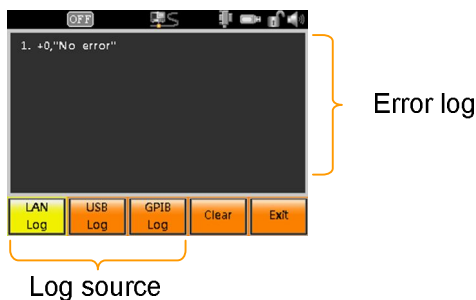 OFF
1. +0,"No error"
Error log
LAN Log
USB Log
GPIB Log
Clear
Exit
Log source